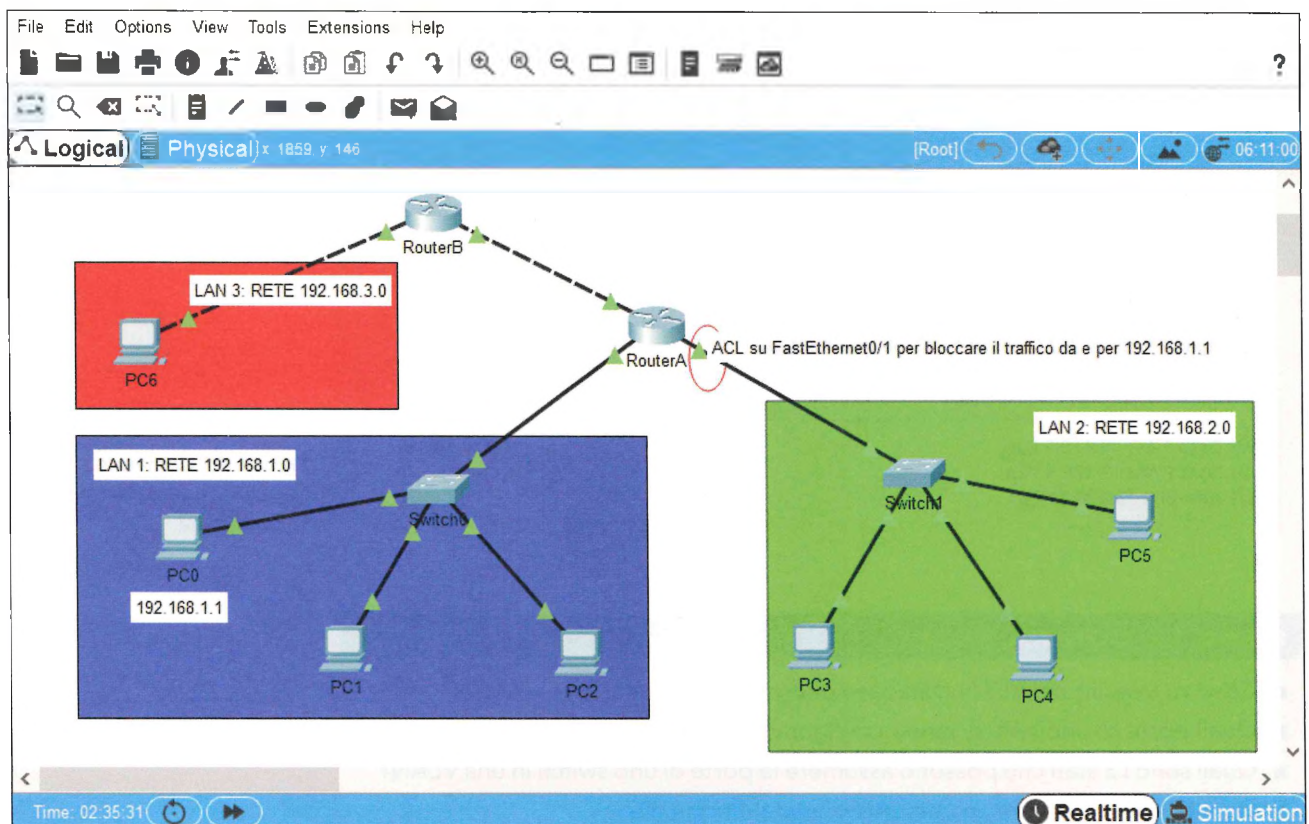 File Edit Options View Tools Extensions Help
?
Logical Physical x 1859 y 146 [Root] 06:11:00
RouterB
LAN 3: RETE 192.168.3.0
PC6
RouterA
ACL su FastEthernet0/1 per bloccare il traffico da e per 192.168.1.1
LAN 1: RETE 192.168.1.0
Switch0
PC0
192.168.1.1
PC1
PC2
LAN 2: RETE 192.168.2.0
Switch1
PC5
PC3
PC4
Time: 02:35:31 Realtime Simulation